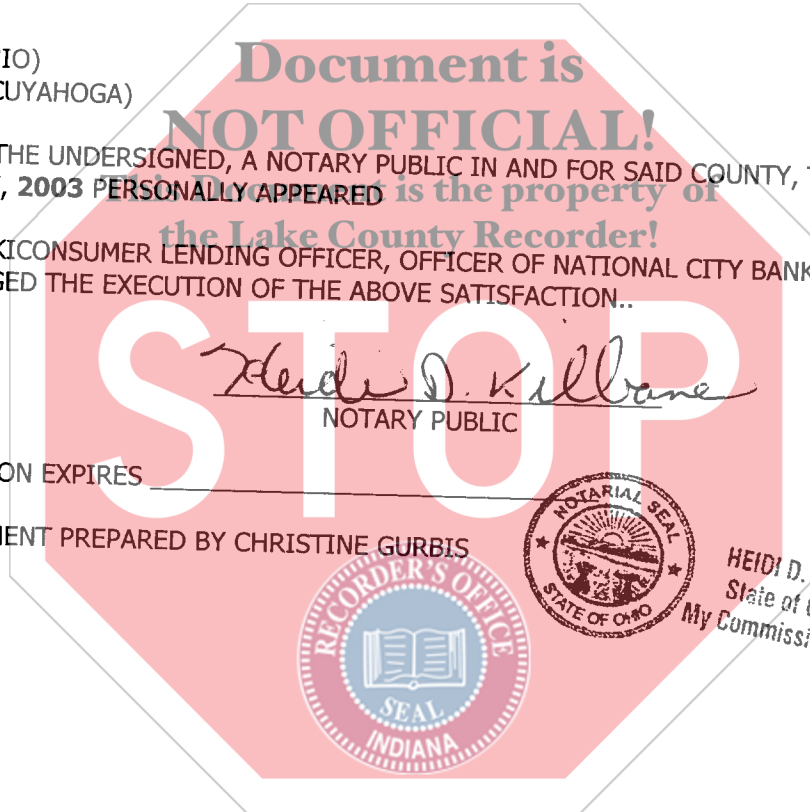 Document is
IO)
CUYAHOGA)
NOT OFFICIAL!
THE UNDERSIGNED, A NOTARY PUBLIC IN AND FOR SAID COUNTY,
, 2003 PERSONALLY APPEARED
This Document is the property of
the Lake County Recorder!
KICONSUMER LENDING OFFICER, OFFICER OF NATIONAL CITY BANK
GED THE EXECUTION OF THE ABOVE SATISFACTION..
STOP
Heidi D. Kilbane
NOTARY PUBLIC
ON EXPIRES
MENT PREPARED BY CHRISTINE GURBIS
NOTARIAL SEAL
STATE OF OHIO
HEIDI D.
State of
My Commissi
RECORDER'S OFFICE
SEAL
INDIANA